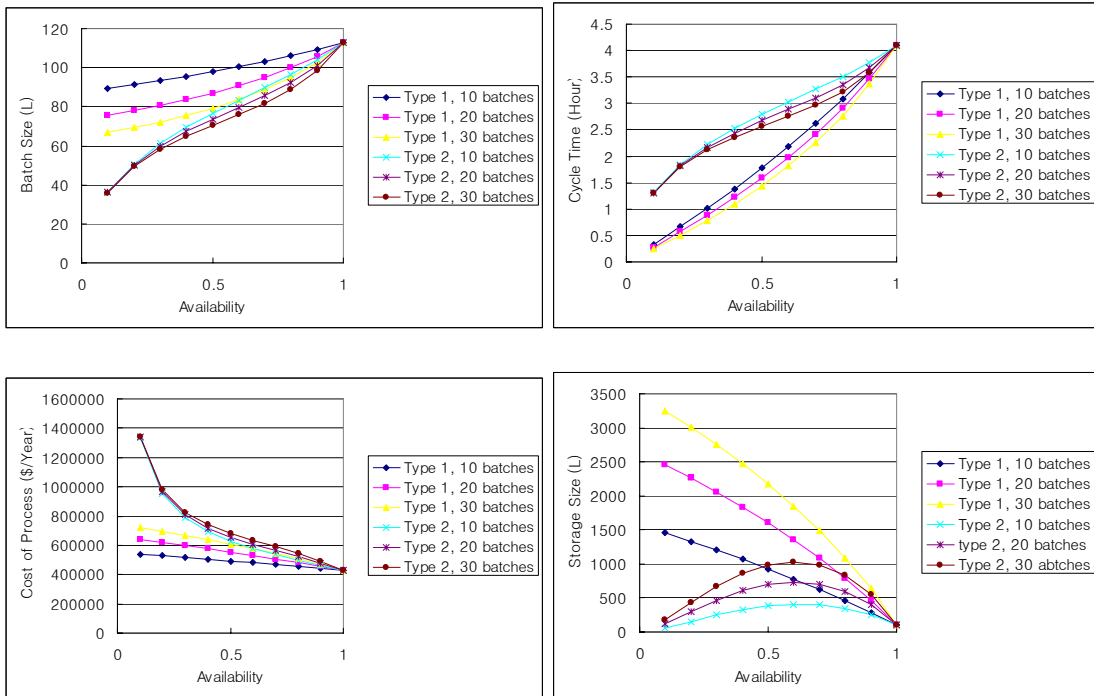 120
100
80
60
40
20
0
0
0.5
1
Batch Size (L)
Availability
Type 1, 10 batches
Type 1, 20 batches
Type 1, 30 batches
Type 2, 10 batches
Type 2, 20 batches
Type 2, 30 batches
4.5
4
3.5
3
2.5
2
1.5
1
0.5
0
0
0.5
1
Cycle Time (Hour)
Availability
Type 1, 10 batches
Type 1, 20 batches
Type 1, 30 batches
Type 2, 10 batches
Type 2, 20 batches
Type 2, 30 batches
1600000
1400000
1200000
1000000
800000
600000
400000
200000
0
0
0.5
1
Cost of Process ($/Year)
Availability
Type 1, 10 batches
Type 1, 20 batches
Type 1, 30 batches
Type 2, 10 batches
Type 2, 20 batches
Type 2, 30 batches
3500
3000
2500
2000
1500
1000
500
0
0
0.5
1
Storage Size (L)
Availability
Type 1, 10 batches
Type 1, 20 batches
Type 1, 30 batches
Type 2, 10 batches
type 2, 20 batches
Type 2, 30 abtches